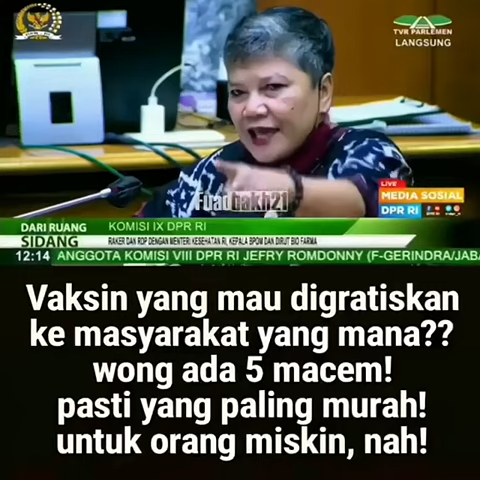 TVR PARLEMEN
LANGSUNG
Fuadbakh21
LIVE
MEDIA SOSIAL
DPR RI
DARI RUANG
SIDANG
KOMISI IX DPR RI
RAKER DAN RDP DENGAN MENTERI KESEHATAN RI, KEPALA BPOM DAN DIRUT BIO FARMA
12:14 ANGGOTA KOMISI VIII DPR RI JEFRY ROMDONNY (F-GERINDRA/JABA
Vaksin yang mau digratiskan
ke masyarakat yang mana??
wong ada 5 macem!
pasti yang paling murah!
untuk orang miskin, nah!